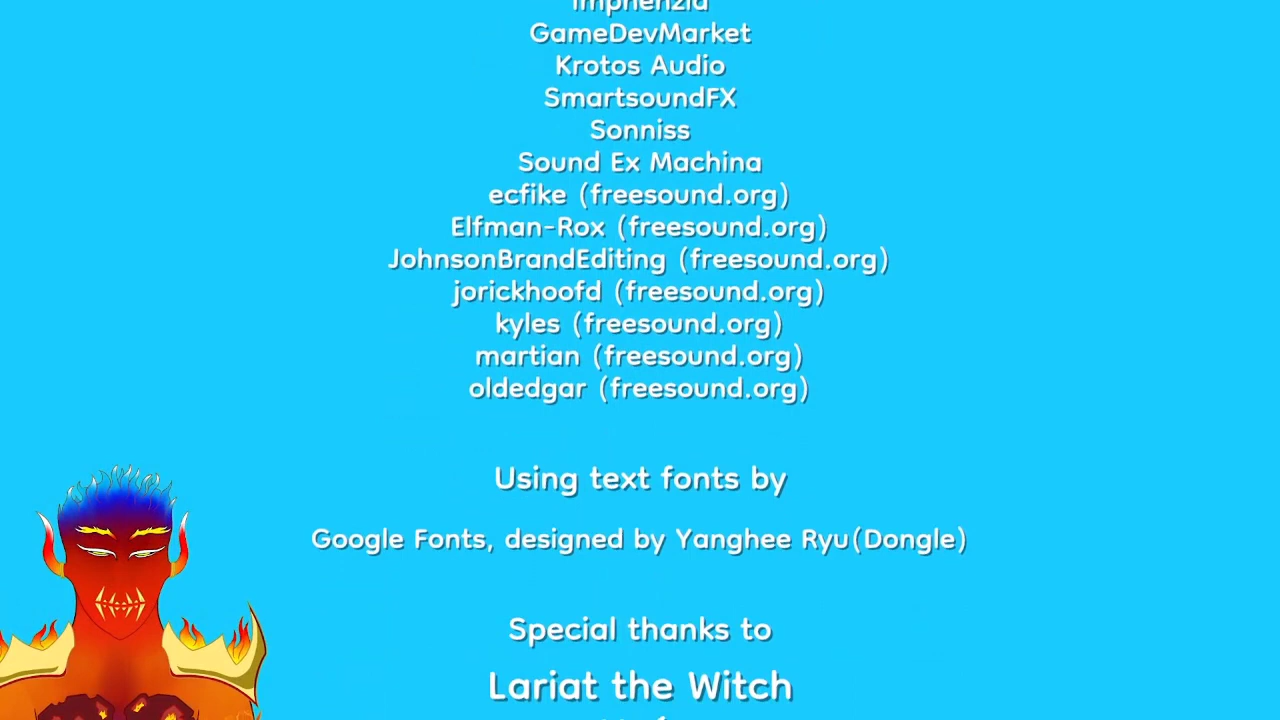 Imphenzia
GameDevMarket
Krotos Audio
SmartsoundFX
Sonniss
Sound Ex Machina
ecfike (freesound.org)
Elfman-Rox (freesound.org)
JohnsonBrandEditing (freesound.org)
jorickhoofd (freesound.org)
kyles (freesound.org)
martian (freesound.org)
oldedgar (freesound.org)
Using text fonts by
Google Fonts, designed by Yanghee Ryu(Dongle)
Special thanks to
Lariat the Witch